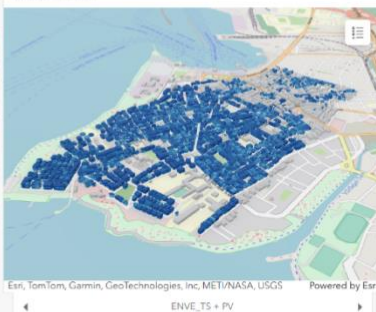 Esri, TomTom, Garmin, GeoTechnologies, Inc, METI/NASA, USGS
Powered by Esr
ENVE_TS + PV